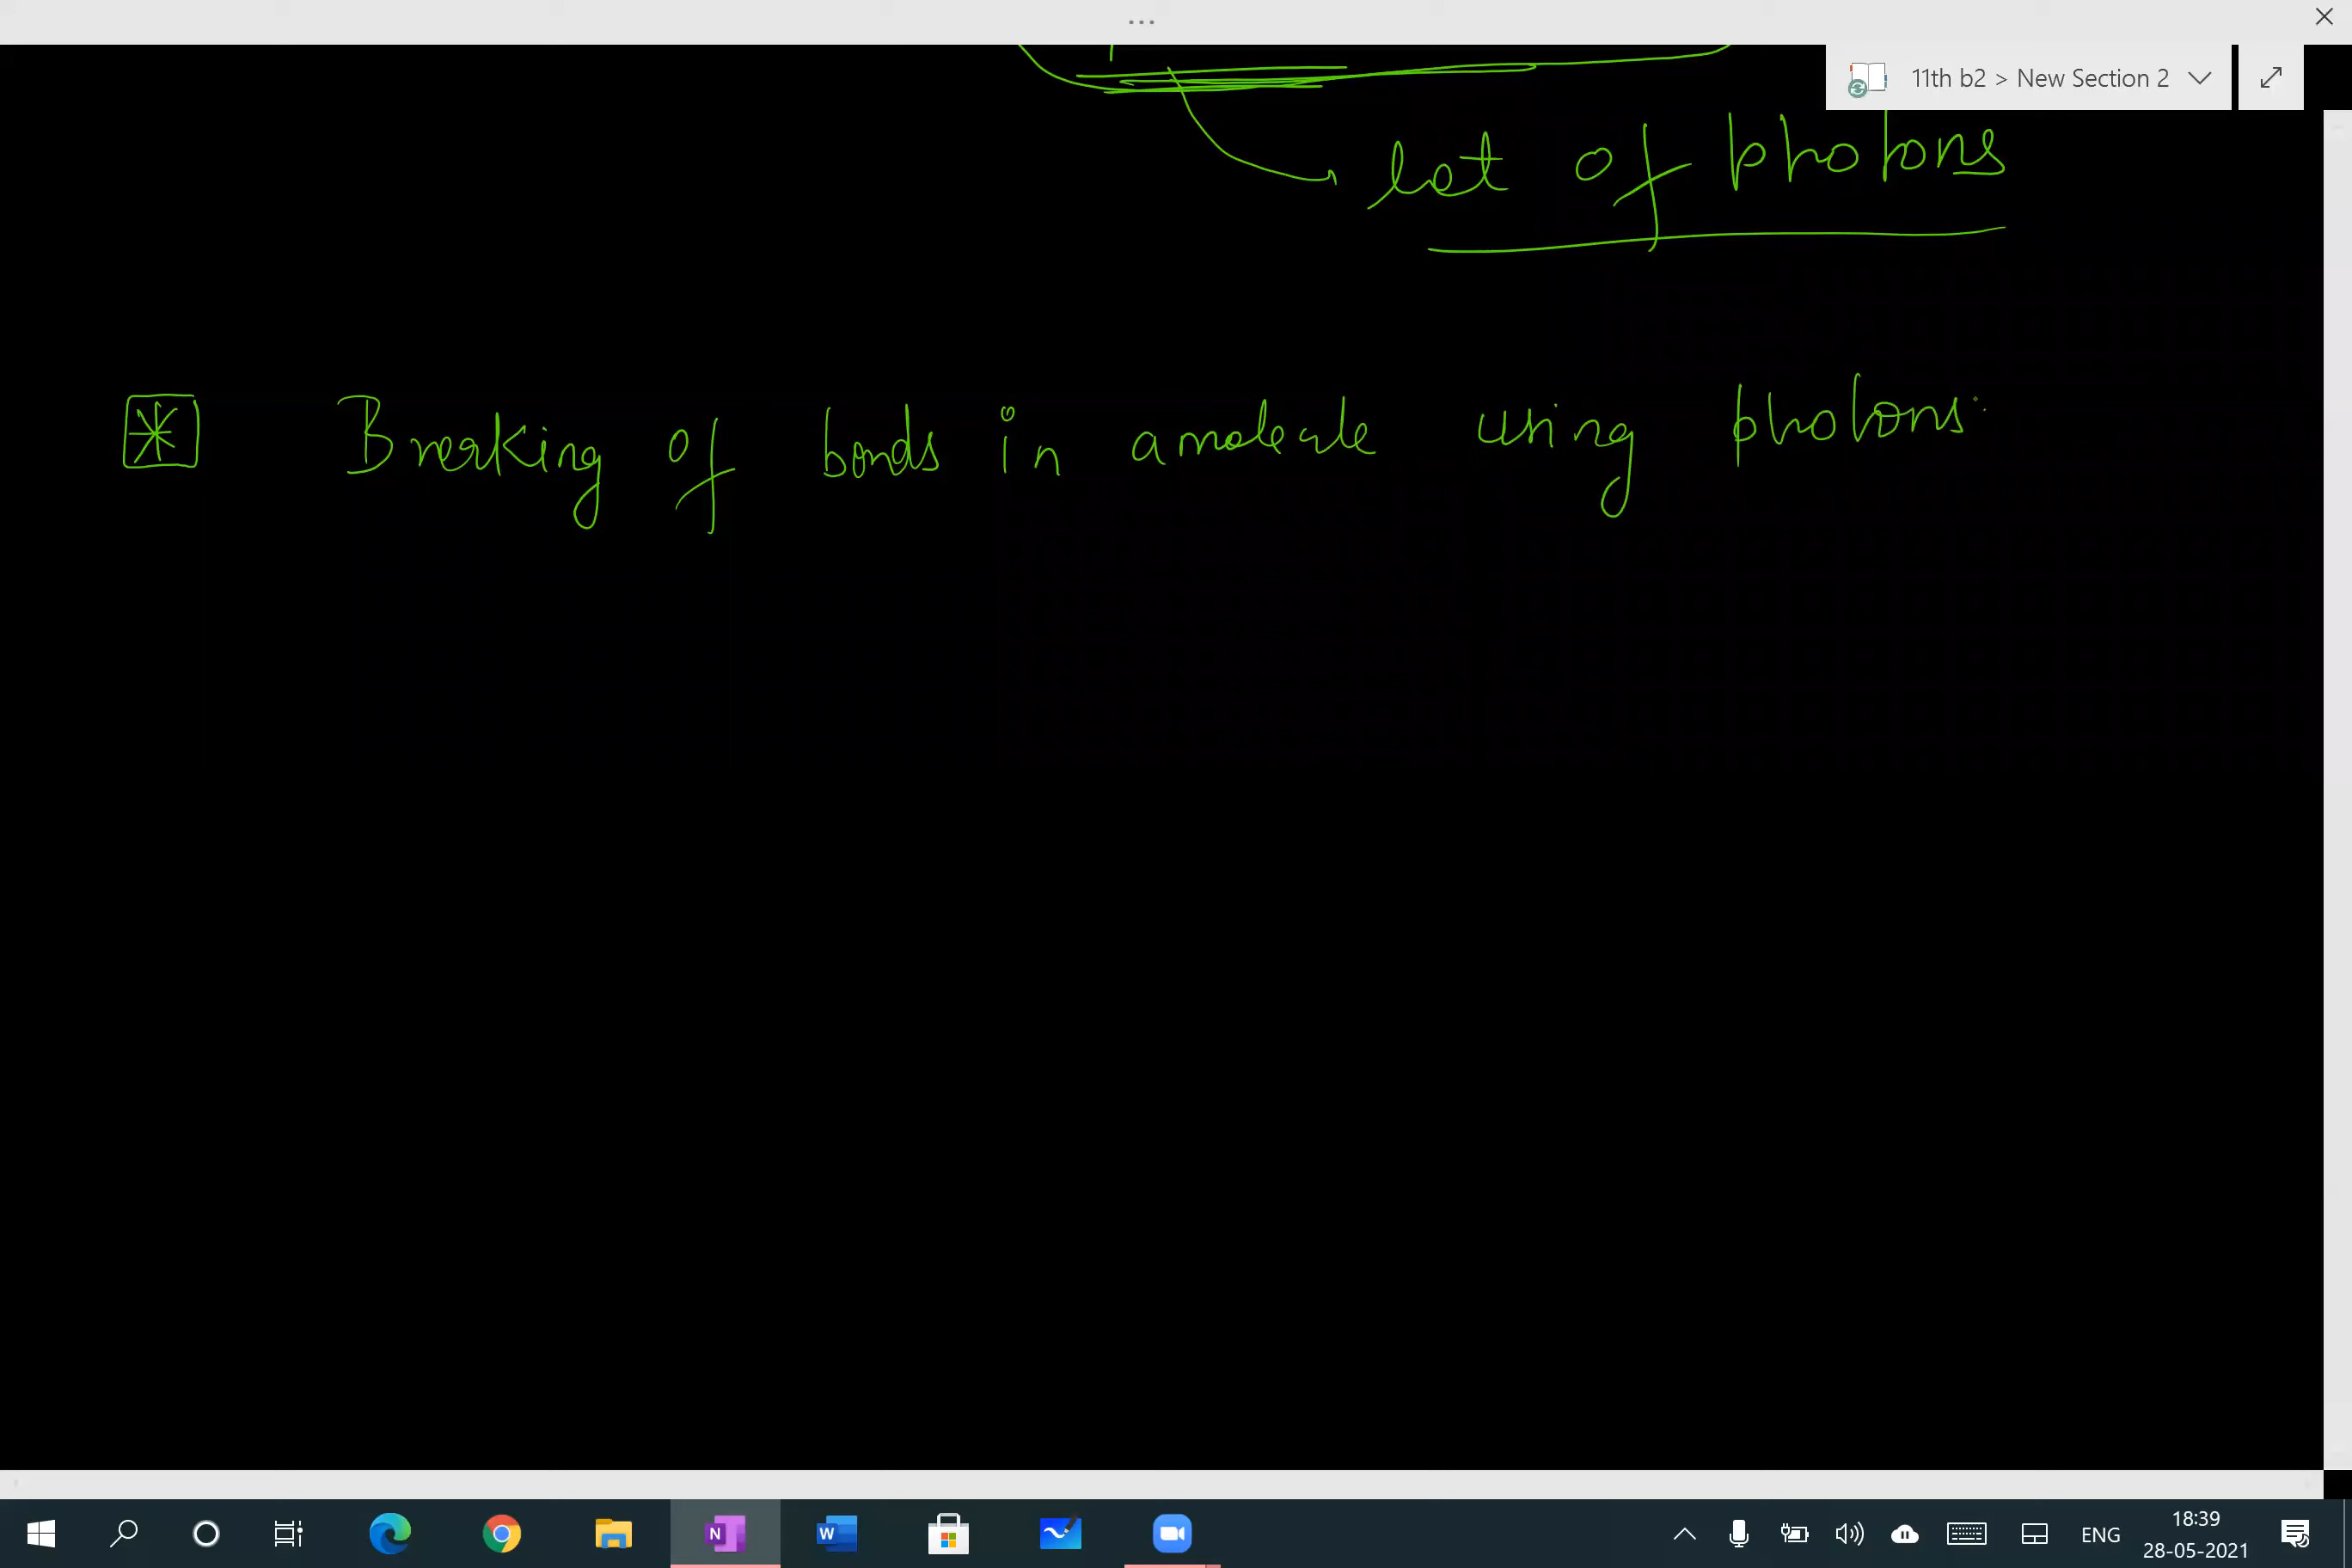 11th b2 > New Section 2
lot of photons
* Breaking of bonds in a molecule using photons.
N
W
ENG
18:39
28-05-2021